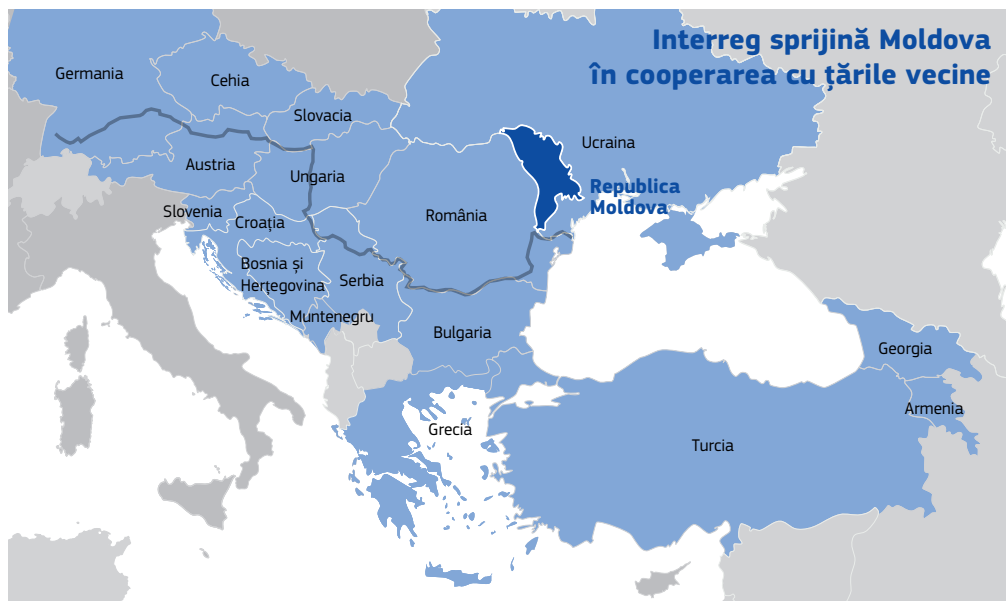 Interreg sprijină Moldova
în cooperarea cu țările vecine
Germania
Cehia
Slovacia
Ucraina
Austria
Ungaria
Republica
Moldova
Slovenia
Croația
România
Bosnia și
Herțegovina
Serbia
Muntenegru
Bulgaria
Georgia
Armenia
Grecia
Turcia